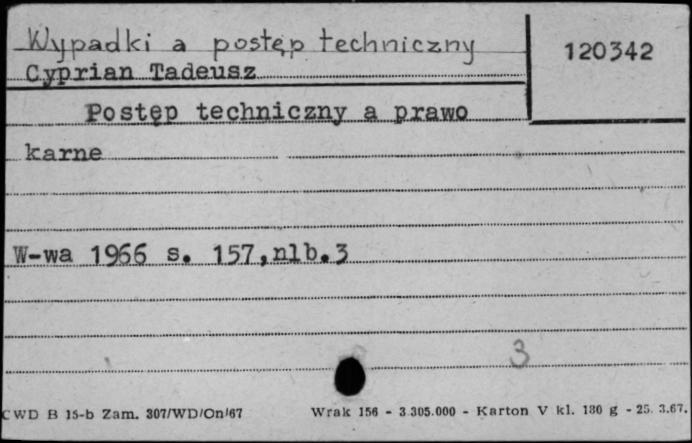 Wypadki a postęp techniczny
120342
Cyprian Tadeusz
Postęp techniczny a prawo
karne
W-wa 1966 s. 157,nlb.3
3
CWD B 15-b Zam. 307/WD/On/67 Wrak 156 - 3.305.000 - Karton V kl. 180 g - 25. 3.67.